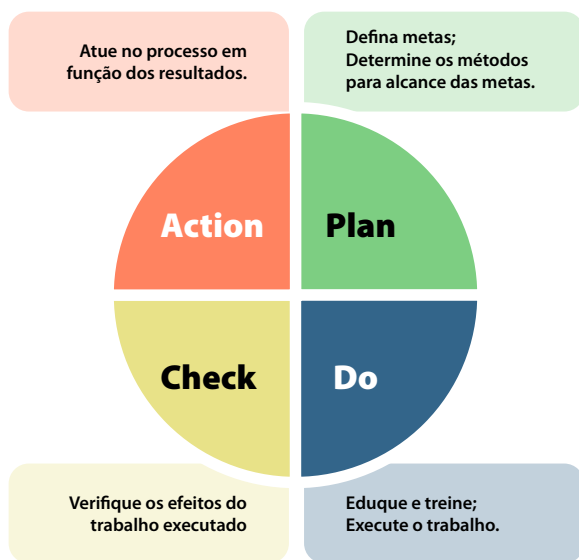 Atue no processo em
função dos resultados.
Defina metas;
Determine os métodos
para alcance das metas.
Action
Plan
Check
Do
Verifique os efeitos do
trabalho executado
Eduque e treine;
Execute o trabalho.